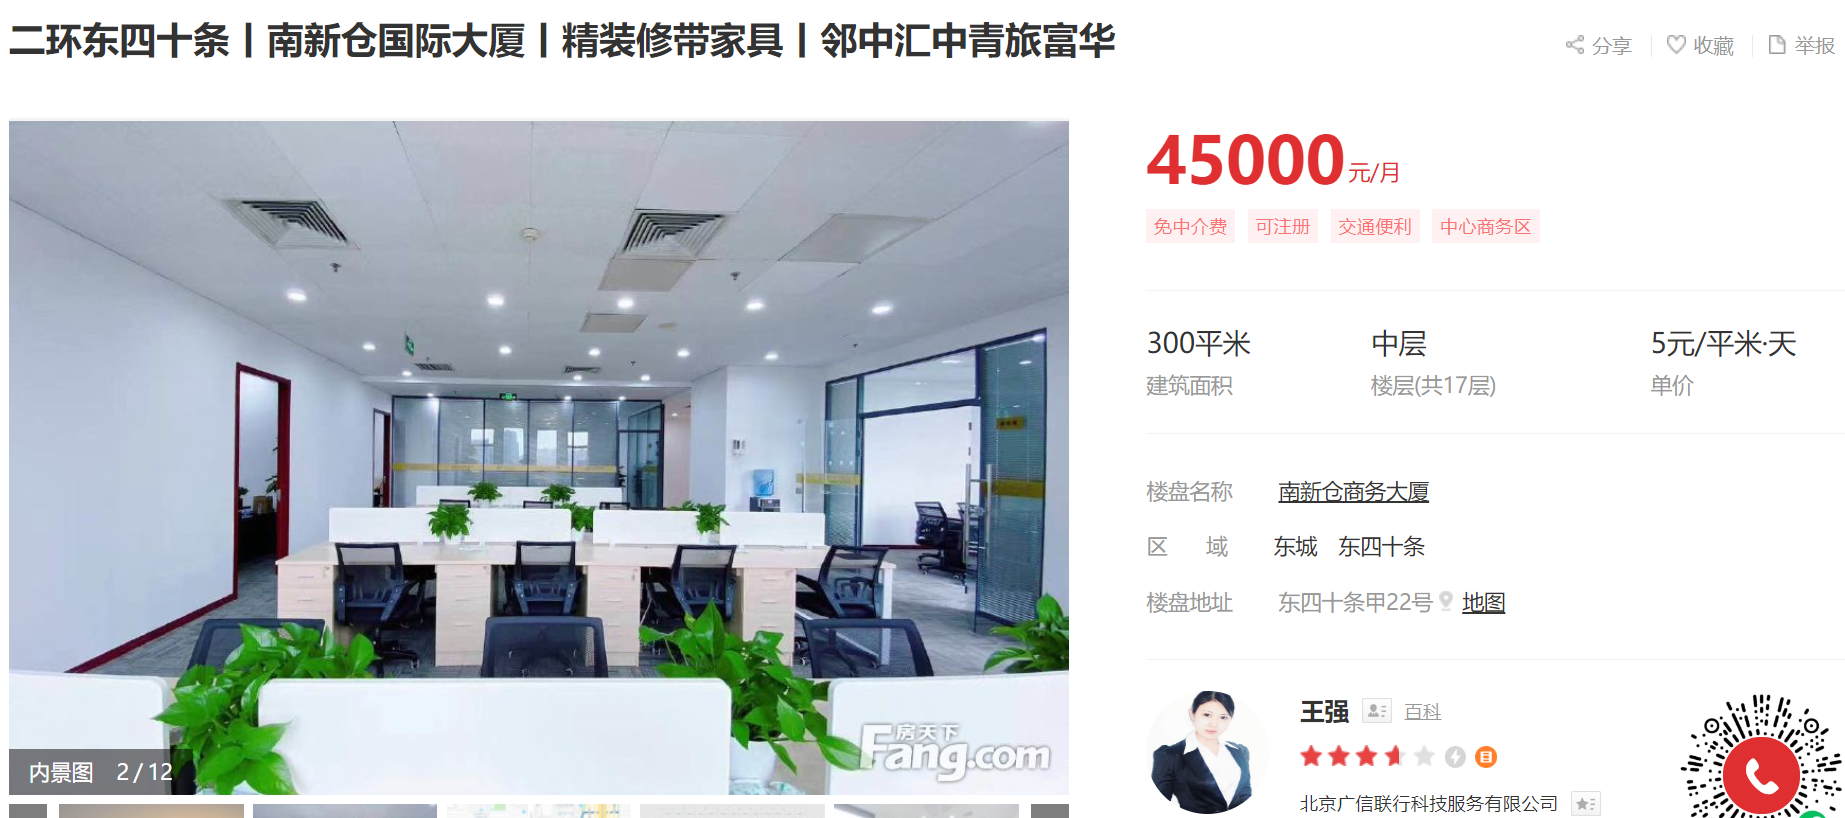 二环东四十条丨南新仓国际大厦丨精装修带家具丨邻中汇中青旅富华
分享
收藏
举报
45000元/月
免中介费 可注册 交通便利 中心商务区
300平米 中层 5元/平米·天
建筑面积 楼层(共17层) 单价
楼盘名称 南新仓商务大厦
区 域 东城 东四十条
楼盘地址 东四十条甲22号 地图
王强 百科
北京广信联行科技服务有限公司
房天下
Fang.com
内景图 2/12